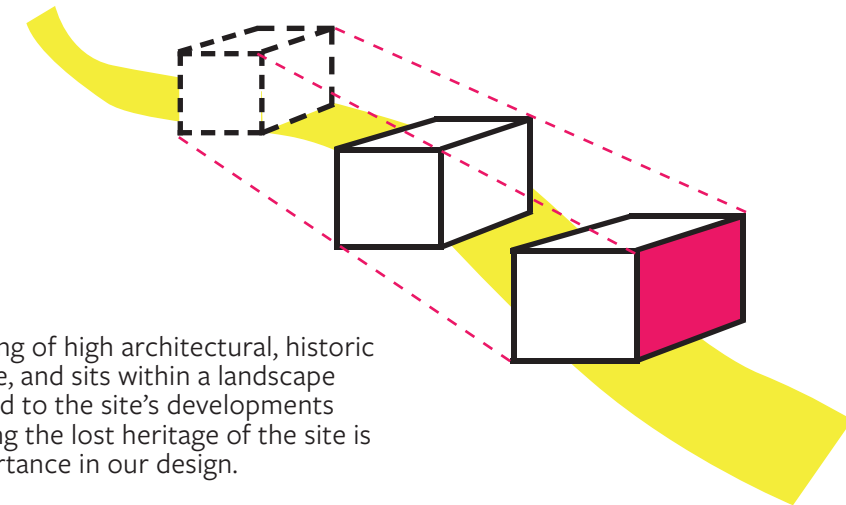 ng of high architectural, historic
e, and sits within a landscape
d to the site’s developments
ng the lost heritage of the site is
rtance in our design.